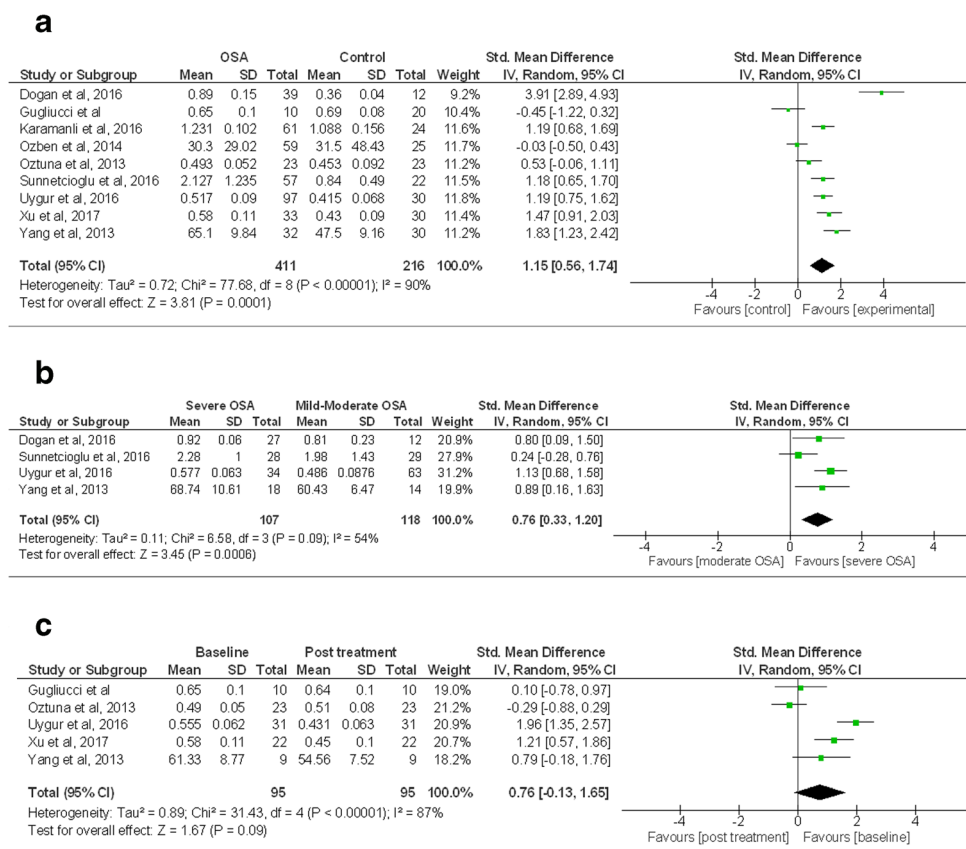 a
OSA Control Std. Mean Difference Std. Mean Difference
Study or Subgroup Mean SD Total Mean SD Total Weight IV, Random, 95% CI IV, Random, 95% CI
Dogan et al, 2016 0.89 0.15 39 0.36 0.04 12 9.2% 3.91 [2.89, 4.93]
Gugliucci et al 0.65 0.1 10 0.69 0.08 20 10.4% -0.45 [-1.22, 0.32]
Karamanli et al, 2016 1.231 0.102 61 1.088 0.156 24 11.6% 1.19 [0.68, 1.69]
Ozben et al, 2014 30.3 29.02 59 31.5 48.43 25 11.7% -0.03 [-0.50, 0.43]
Oztuna et al, 2013 0.493 0.052 23 0.453 0.092 23 11.2% 0.53 [-0.06, 1.11]
Sunnetcioglu et al, 2016 2.127 1.235 57 0.84 0.49 22 11.5% 1.18 [0.65, 1.70]
Uygur et al, 2016 0.517 0.09 97 0.415 0.068 30 11.8% 1.19 [0.75, 1.62]
Xu et al, 2017 0.58 0.11 33 0.43 0.09 30 11.4% 1.47 [0.91, 2.03]
Yang et al, 2013 65.1 9.84 32 47.5 9.16 30 11.2% 1.83 [1.23, 2.42]
Total (95% CI) 411 216 100.0% 1.15 [0.56, 1.74]
Heterogeneity: Tau² = 0.72; Chi² = 77.68, df = 8 (P < 0.00001); I² = 90%
Test for overall effect: Z = 3.81 (P = 0.0001)
-4 -2 0 2 4
Favours [control] Favours [experimental]
b
Severe OSA Mild-Moderate OSA Std. Mean Difference Std. Mean Difference
Study or Subgroup Mean SD Total Mean SD Total Weight IV, Random, 95% CI IV, Random, 95% CI
Dogan et al, 2016 0.92 0.06 27 0.81 0.23 12 20.9% 0.80 [0.09, 1.50]
Sunnetcioglu et al, 2016 2.28 1 28 1.98 1.43 29 28.0% 0.24 [-0.28, 0.76]
Uygur et al, 2016 0.577 0.063 34 0.486 0.0876 63 31.2% 1.13 [0.68, 1.58]
Yang et al, 2013 68.74 10.61 18 60.43 6.47 14 19.9% 0.89 [0.16, 1.63]
Total (95% CI) 107 118 100.0% 0.76 [0.33, 1.20]
Heterogeneity: Tau² = 0.11; Chi² = 6.58, df = 3 (P = 0.09); I² = 54%
Test for overall effect: Z = 3.45 (P = 0.0006)
-4 -2 0 2 4
Favours [moderate OSA] Favours [severe OSA]
c
Baseline Post treatment Std. Mean Difference Std. Mean Difference
Study or Subgroup Mean SD Total Mean SD Total Weight IV, Random, 95% CI IV, Random, 95% CI
Gugliucci et al 0.65 0.1 10 0.64 0.1 10 19.0% 0.10 [-0.78, 0.97]
Oztuna et al, 2013 0.49 0.05 23 0.51 0.08 23 21.2% -0.29 [-0.88, 0.29]
Uygur et al, 2016 0.555 0.062 31 0.431 0.063 31 20.9% 1.96 [1.35, 2.57]
Xu et al, 2017 0.58 0.11 22 0.45 0.1 22 20.7% 1.21 [0.57, 1.86]
Yang et al, 2013 61.33 8.77 9 54.56 7.52 9 18.2% 0.79 [-0.18, 1.76]
Total (95% CI) 95 95 100.0% 0.76 [-0.13, 1.65]
Heterogeneity: Tau² = 0.89; Chi² = 31.43, df = 4 (P < 0.00001); I² = 87%
Test for overall effect: Z = 1.67 (P = 0.09)
-4 -2 0 2 4
Favours [post treatment] Favours [baseline]